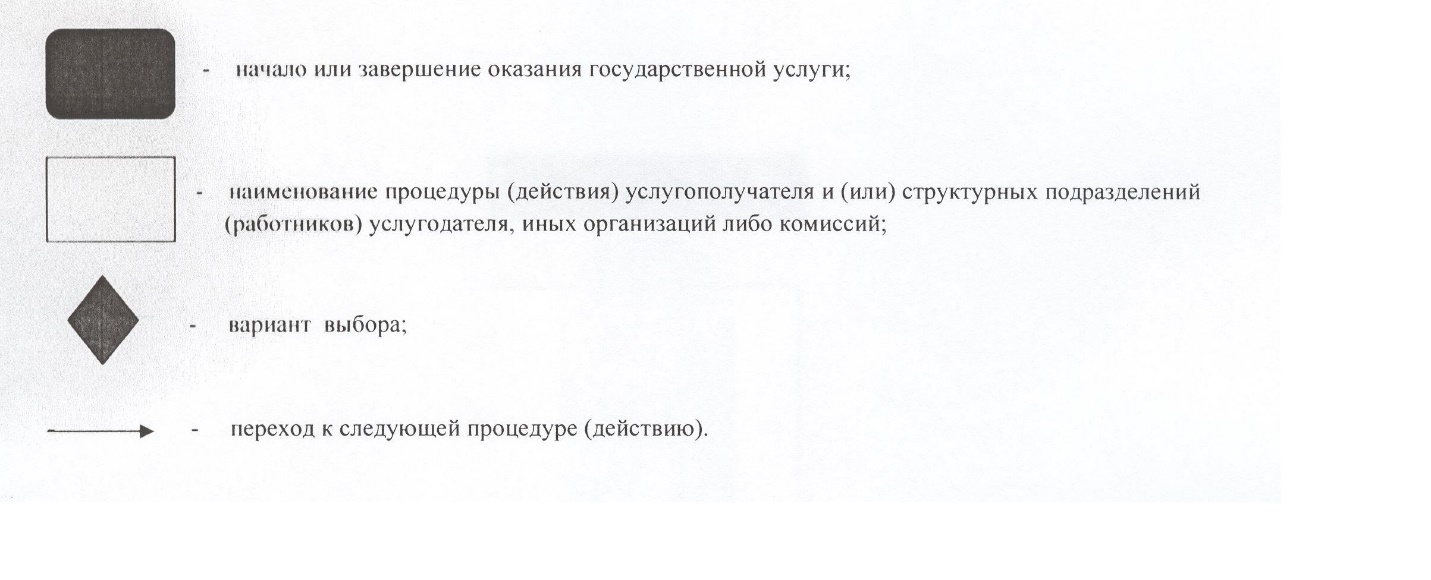 - начало или завершение оказания государственной услуги;
- наименование процедуры (действия) услугополучателя и (или) структурных подразделений
(работников) услугодателя, иных организаций либо комиссий;
- вариант выбора;
- переход к следующей процедуре (действию).